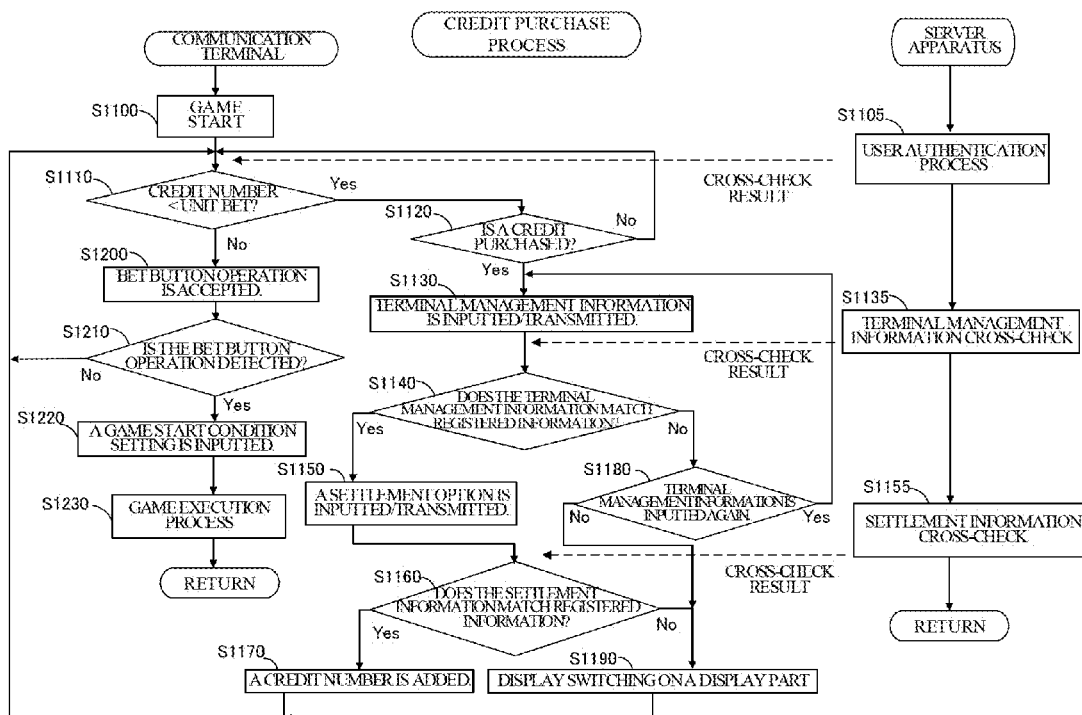 COMMUNICATION
TERMINAL
CREDIT PURCHASE
PROCESS
SERVER
APPARATUS
S1100
GAME
START
S1105
USER AUTHENTICATION
PROCESS
CROSS-CHECK
RESULT
S1110
CREDIT NUMBER
< UNIT BET?
Yes
No
S1120
IS A CREDIT
PURCHASED?
No
Yes
S1200
BET BUTTON OPERATION
IS ACCEPTED.
S1130
TERMINAL MANAGEMENT INFORMATION
IS INPUTTED/TRANSMITTED.
S1135
TERMINAL MANAGEMENT
INFORMATION CROSS-CHECK
CROSS-CHECK
RESULT
S1210
IS THE BET BUTTON
OPERATION DETECTED?
No
Yes
S1140
DOES THE TERMINAL
MANAGEMENT INFORMATION MATCH
REGISTERED INFORMATION?
Yes
No
S1220
A GAME START CONDITION
SETTING IS INPUTTED.
S1150
A SETTLEMENT OPTION IS
INPUTTED/TRANSMITTED.
S1180
TERMINAL
MANAGEMENT INFORMATION IS
INPUTTED AGAIN.
No
Yes
S1155
SETTLEMENT INFORMATION
CROSS-CHECK
CROSS-CHECK
RESULT
S1230
GAME EXECUTION
PROCESS
RETURN
S1160
DOES THE SETTLEMENT
INFORMATION MATCH REGISTERED
INFORMATION?
Yes
No
RETURN
S1170
A CREDIT NUMBER IS ADDED.
S1190
DISPLAY SWITCHING ON A DISPLAY PART